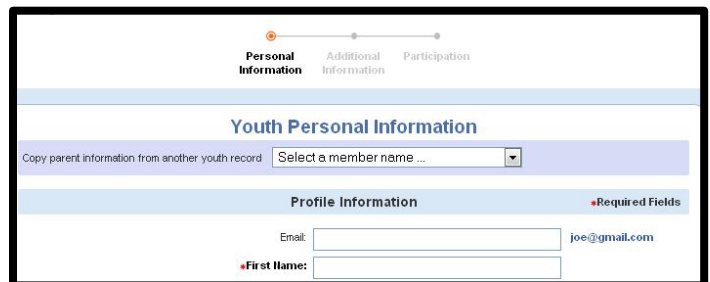 Personal Information
Additional Information
Participation
Youth Personal Information
Copy parent information from another youth record Select a member name ...
Profile Information *Required Fields
Email: joe@gmail.com
*First Name: